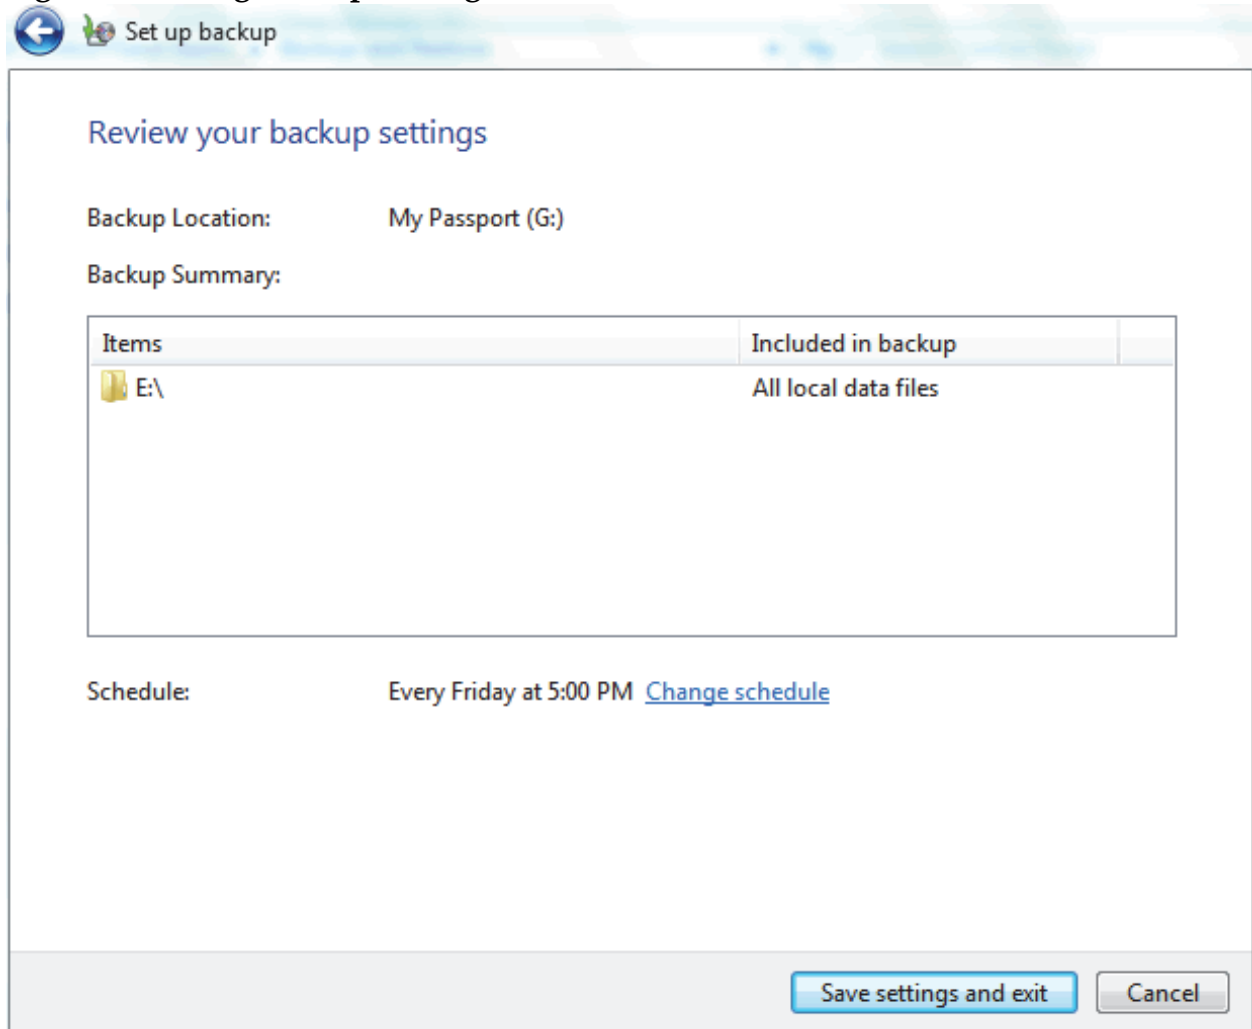 Set up backup
Review your backup settings
Backup Location: My Passport (G:)
Backup Summary:
Items Included in backup
E:\ All local data files
Schedule: Every Friday at 5:00 PM Change schedule
Save settings and exit Cancel